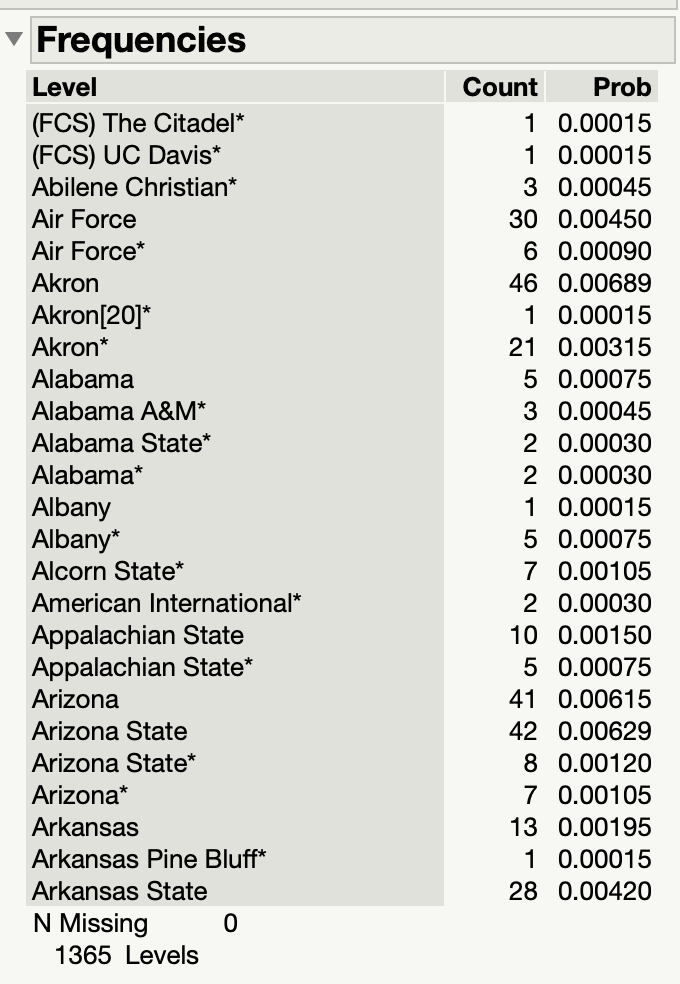 Frequencies
Level Count Prob
(FCS) The Citadel* 1 0.00015
(FCS) UC Davis* 1 0.00015
Abilene Christian* 3 0.00045
Air Force 30 0.00450
Air Force* 6 0.00090
Akron 46 0.00689
Akron[20]* 1 0.00015
Akron* 21 0.00315
Alabama 5 0.00075
Alabama A&M* 3 0.00045
Alabama State* 2 0.00030
Alabama* 2 0.00030
Albany 1 0.00015
Albany* 5 0.00075
Alcorn State* 7 0.00105
American International* 2 0.00030
Appalachian State 10 0.00150
Appalachian State* 5 0.00075
Arizona 41 0.00615
Arizona State 42 0.00629
Arizona State* 8 0.00120
Arizona* 7 0.00105
Arkansas 13 0.00195
Arkansas Pine Bluff* 1 0.00015
Arkansas State 28 0.00420
N Missing 0
1365 Levels